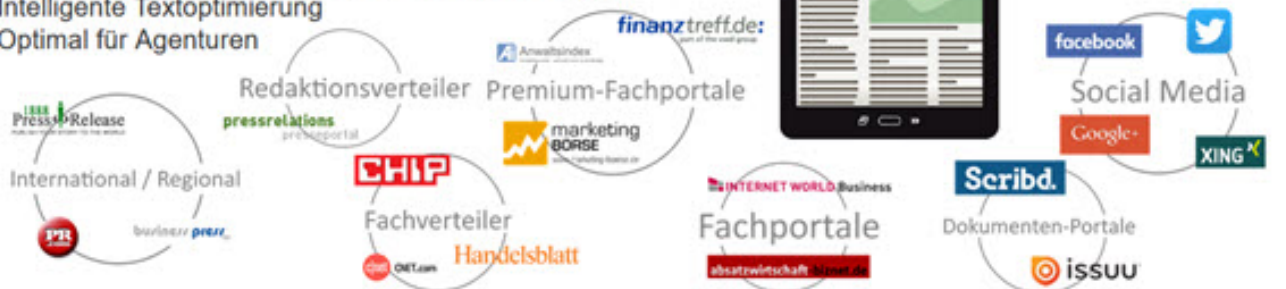 Intelligente Textoptimierung
Optimal für Agenturen
finanztreff.de:
Anwaltsindex
facebook
Redaktionsverteiler
Premium-Fachportale
Social Media
Press Release
pressrelations
presseportal
marketing
BÖRSE
Google+
XING
International / Regional
CHIP
INTERNET WORLD Business
Scribd.
Fachverteiler
Fachportale
Dokumenten-Portale
PR
business press
CNET.com
Handelsblatt
absatzwirtschaft-biznet.de
issuu